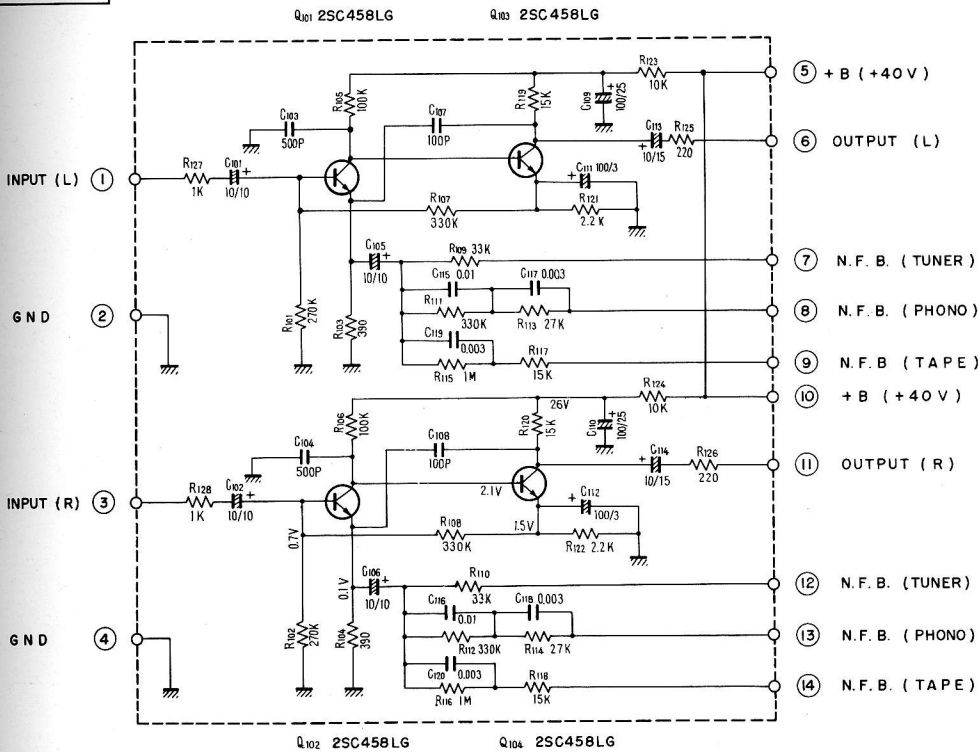 Q101 2SC458LG Q103 2SC458LG
R123
10K
5 + B (+40V)
R105
100K
R119
15K
C109
100/25
C103
500P
C107
100P
C113
+
10/15
R125
220
6 OUTPUT (L)
INPUT (L) 1
R127
1K
C101
+
10/10
C111 100/3
+
R107
330K
R121
2.2K
C105
+
10/10
R109 33K
7 N.F.B. (TUNER)
C115 0.01
C117 0.003
R111
330K
R113 27K
8 N.F.B. (PHONO)
GND 2
R101
270K
R103
390
C119
0.003
R115 1M
R117
15K
9 N.F.B (TAPE)
R124
10K
10 +B (+40V)
26V
R106
100K
R120
15K
C110
+
100/25
C104
500P
C108
100P
C114
+
10/15
R126
220
11 OUTPUT (R)
INPUT (R) 3
R128
1K
C102
+
10/10
2.1V
C112
+
100/3
0.7V
R108
330K
1.5V
R122 2.2K
0.1V
C106
+
10/10
R110
33K
12 N.F.B. (TUNER)
C116
0.01
C118 0.003
R112 330K
R114 27K
13 N.F.B. (PHONO)
GND 4
R102
270K
R104
390
C120
0.003
R116 1M
R118
15K
14 N.F.B. (TAPE)
Q102 2SC458LG Q104 2SC458LG